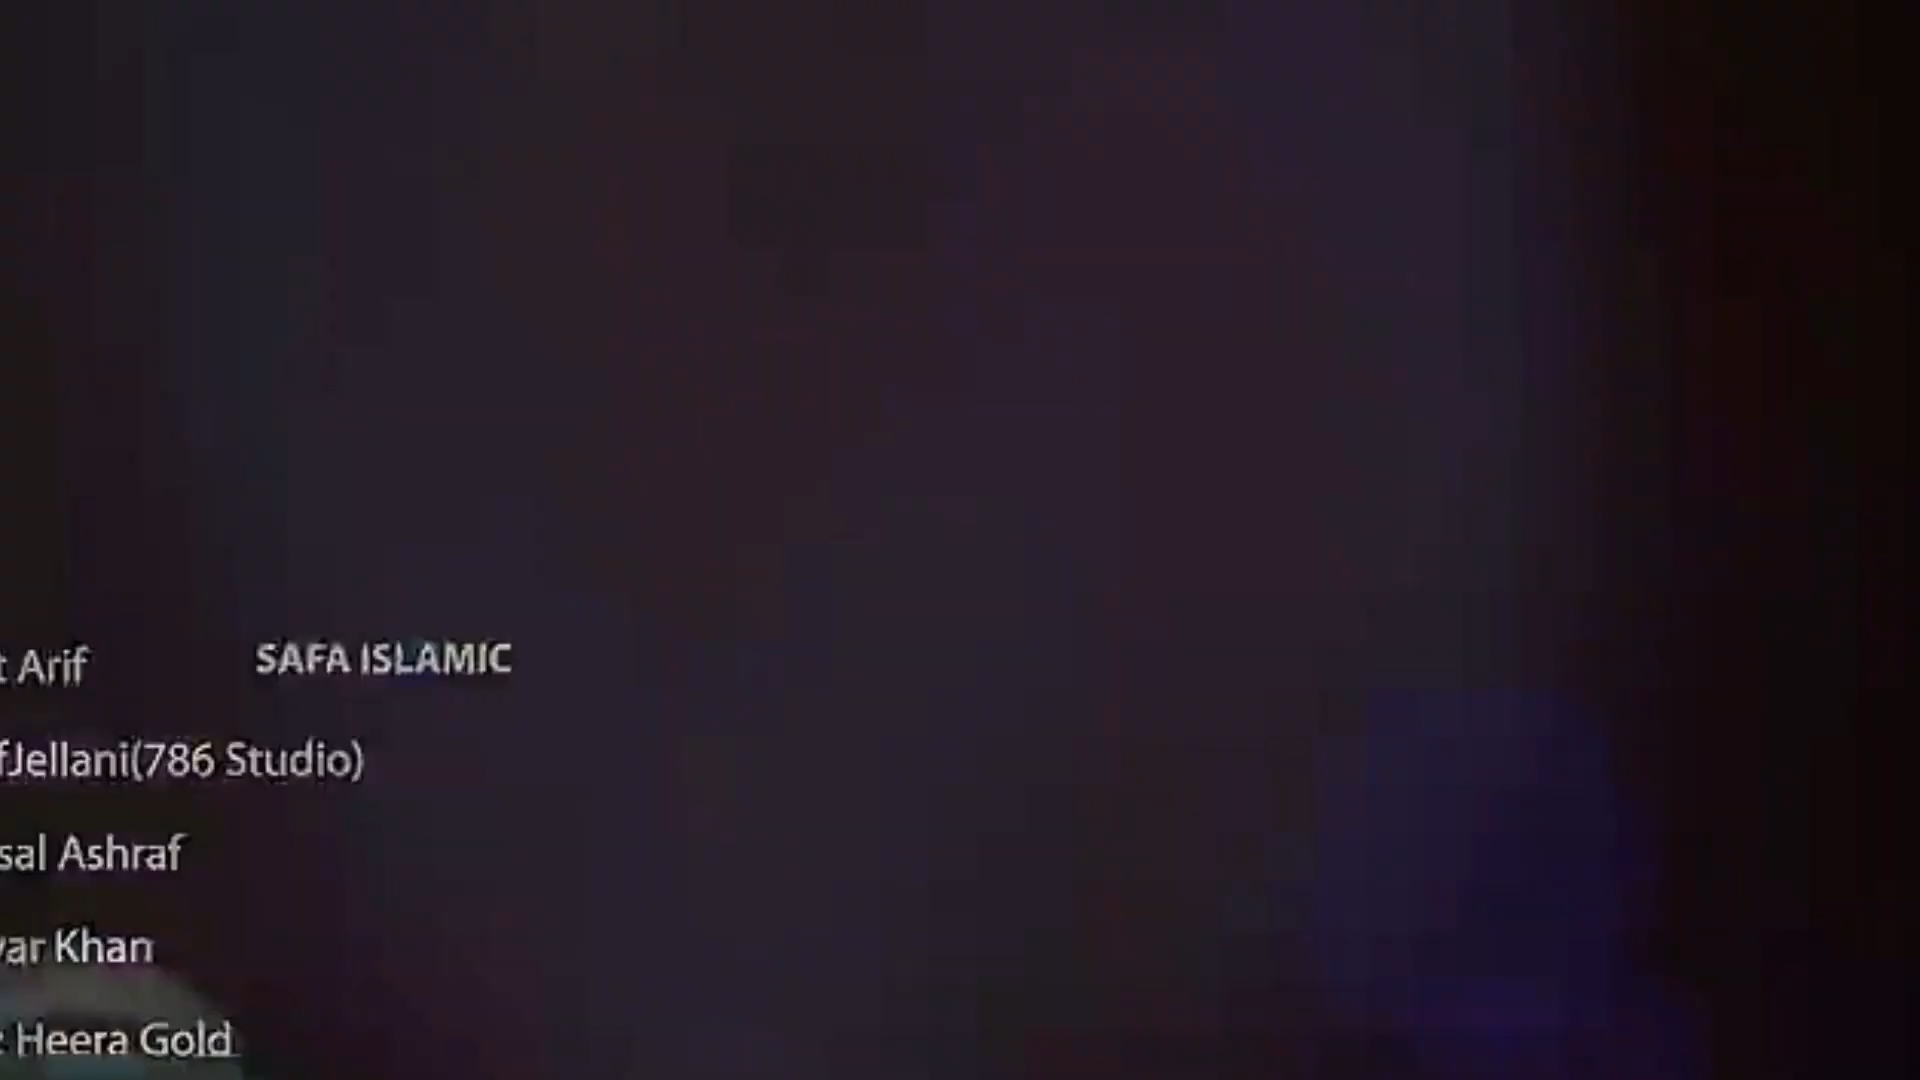 t Arif
SAFA ISLAMIC
fJellani(786 Studio)
sal Ashraf
var Khan
: Heera Gold